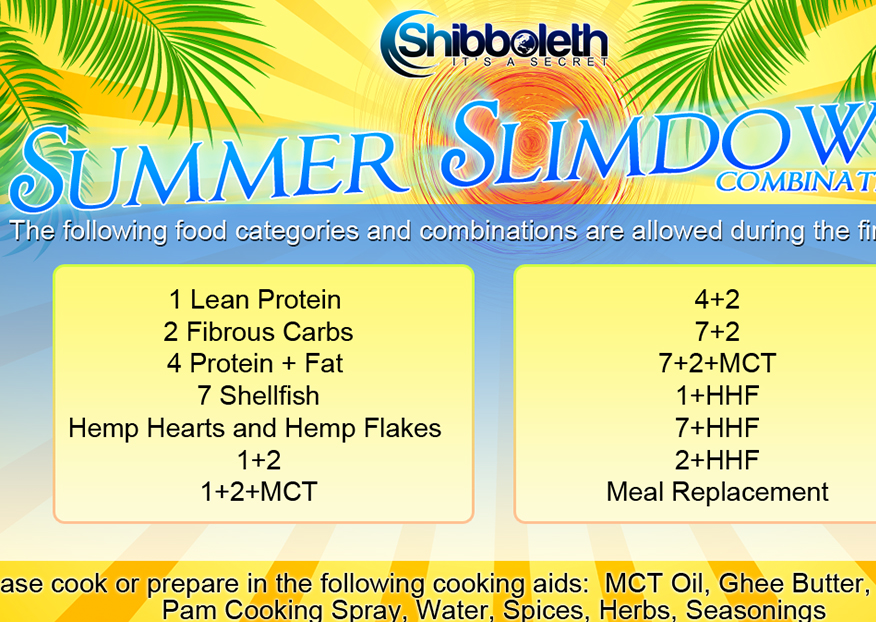 Shibboleth
IT'S A SECRET
SUMMER SLIMDOW
COMBINAT
The following food categories and combinations are allowed during the fi
1 Lean Protein
2 Fibrous Carbs
4 Protein + Fat
7 Shellfish
Hemp Hearts and Hemp Flakes
1+2
1+2+MCT
4+2
7+2
7+2+MCT
1+HHF
7+HHF
2+HHF
Meal Replacement
ase cook or prepare in the following cooking aids: MCT Oil, Ghee Butter,
Pam Cooking Spray, Water, Spices, Herbs, Seasonings